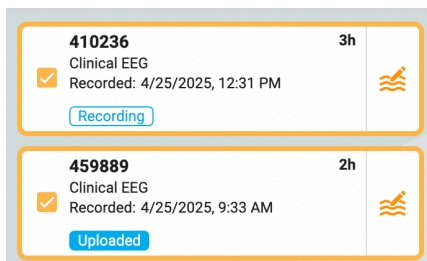 410236 3h
Clinical EEG
Recorded: 4/25/2025, 12:31 PM
Recording
459889 2h
Clinical EEG
Recorded: 4/25/2025, 9:33 AM
Uploaded